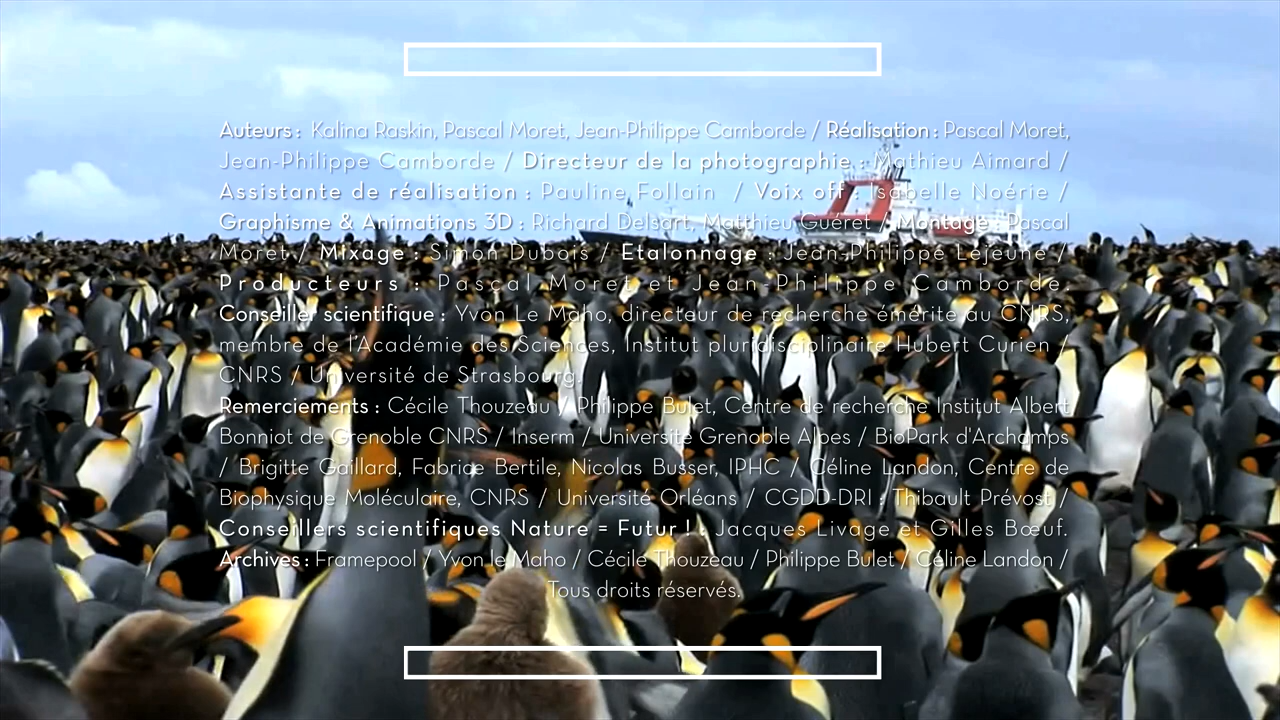 Auteurs : Kalina Raskin, Pascal Moret, Jean-Philippe Camborde / Réalisation : Pascal Moret,
Jean-Philippe Camborde / Directeur de la photographie : Mathieu Aimard /
Assistante de réalisation : Pauline Follain / Voix off : Isabelle Noérie /
Graphisme & Animations 3D : Richard Delsart, Matthieu Guéret / Montage : Pascal
Moret / Mixage : Simon Dubois / Etalonnage : Jean-Philippe Lejeune /
Producteurs : Pascal Moret et Jean-Philippe Camborde.
Conseiller scientifique : Yvon Le Maho, directeur de recherche émérite au CNRS,
membre de l'Académie des Sciences, Institut pluridisciplinaire Hubert Curien /
CNRS / Université de Strasbourg.
Remerciements : Cécile Thouzeau / Philippe Bulet, Centre de recherche Institut Albert
Bonniot de Grenoble CNRS / Inserm / Université Grenoble Alpes / BioPark d'Archamps
/ Brigitte Gaillard, Fabrice Bertile, Nicolas Busser, IPHC / Céline Landon, Centre de
Biophysique Moléculaire, CNRS / Université Orléans / CGDD-DRI : Thibault Prévost /
Conseillers scientifiques Nature = Futur ! : Jacques Livage et Gilles Bœuf.
Archives : Framepool / Yvon le Maho / Cécile Thouzeau / Philippe Bulet / Céline Landon /
Tous droits réservés.